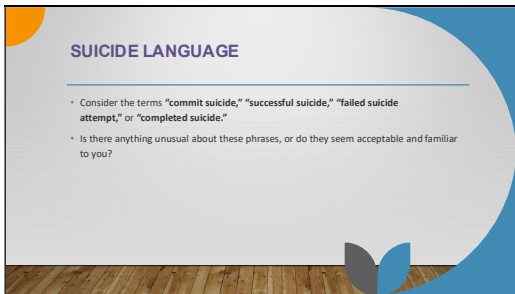 SUICIDE LANGUAGE
• Consider the terms “commit suicide,” “successful suicide,” “failed suicide
attempt,” or “completed suicide.”
• Is there anything unusual about these phrases, or do they seem acceptable and familiar
to you?